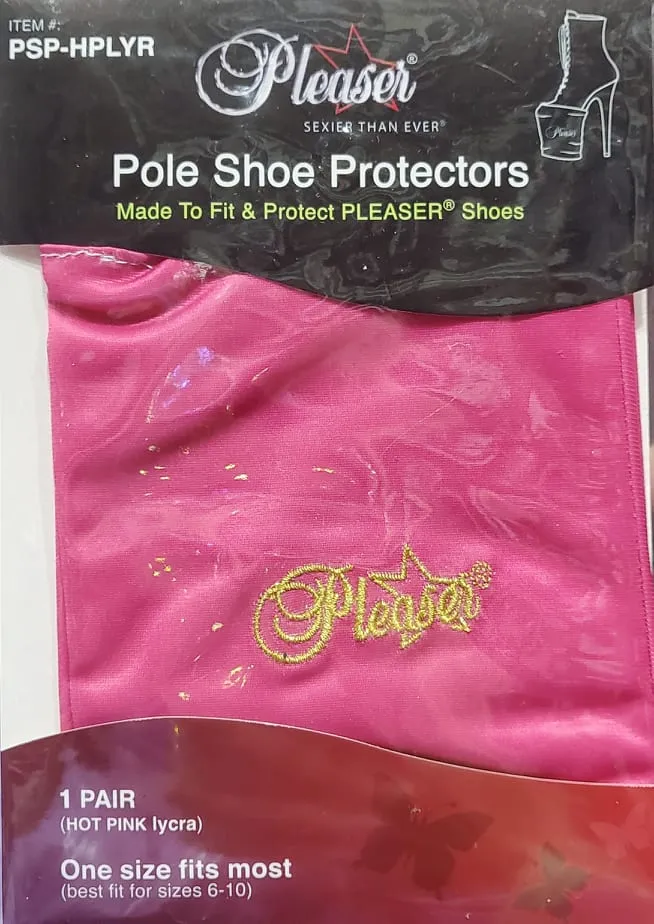 ITEM #:
PSP-HPLYR
Pleaser®
SEXIER THAN EVER®
Pleaser
Pole Shoe Protectors
Made To Fit & Protect PLEASER® Shoes
Pleaser®
1 PAIR
(HOT PINK lycra)
One size fits most
(best fit for sizes 6-10)